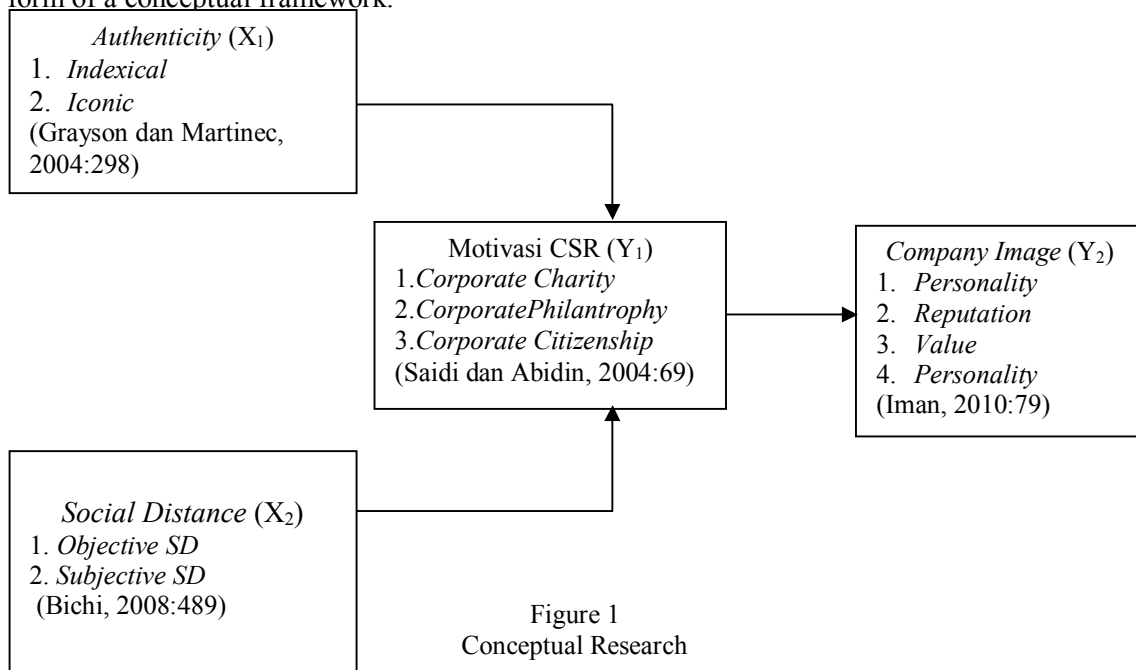 form of a conceptual framework.
Authenticity (X₁)
1. Indexical
2. Iconic
(Grayson dan Martinec,
2004:298)
Motivasi CSR (Y₁)
1.Corporate Charity
2.CorporatePhilantrophy
3.Corporate Citizenship
(Saidi dan Abidin, 2004:69)
Company Image (Y₂)
1. Personality
2. Reputation
3. Value
4. Personality
(Iman, 2010:79)
Social Distance (X₂)
1. Objective SD
2. Subjective SD
(Bichi, 2008:489)
Figure 1
Conceptual Research